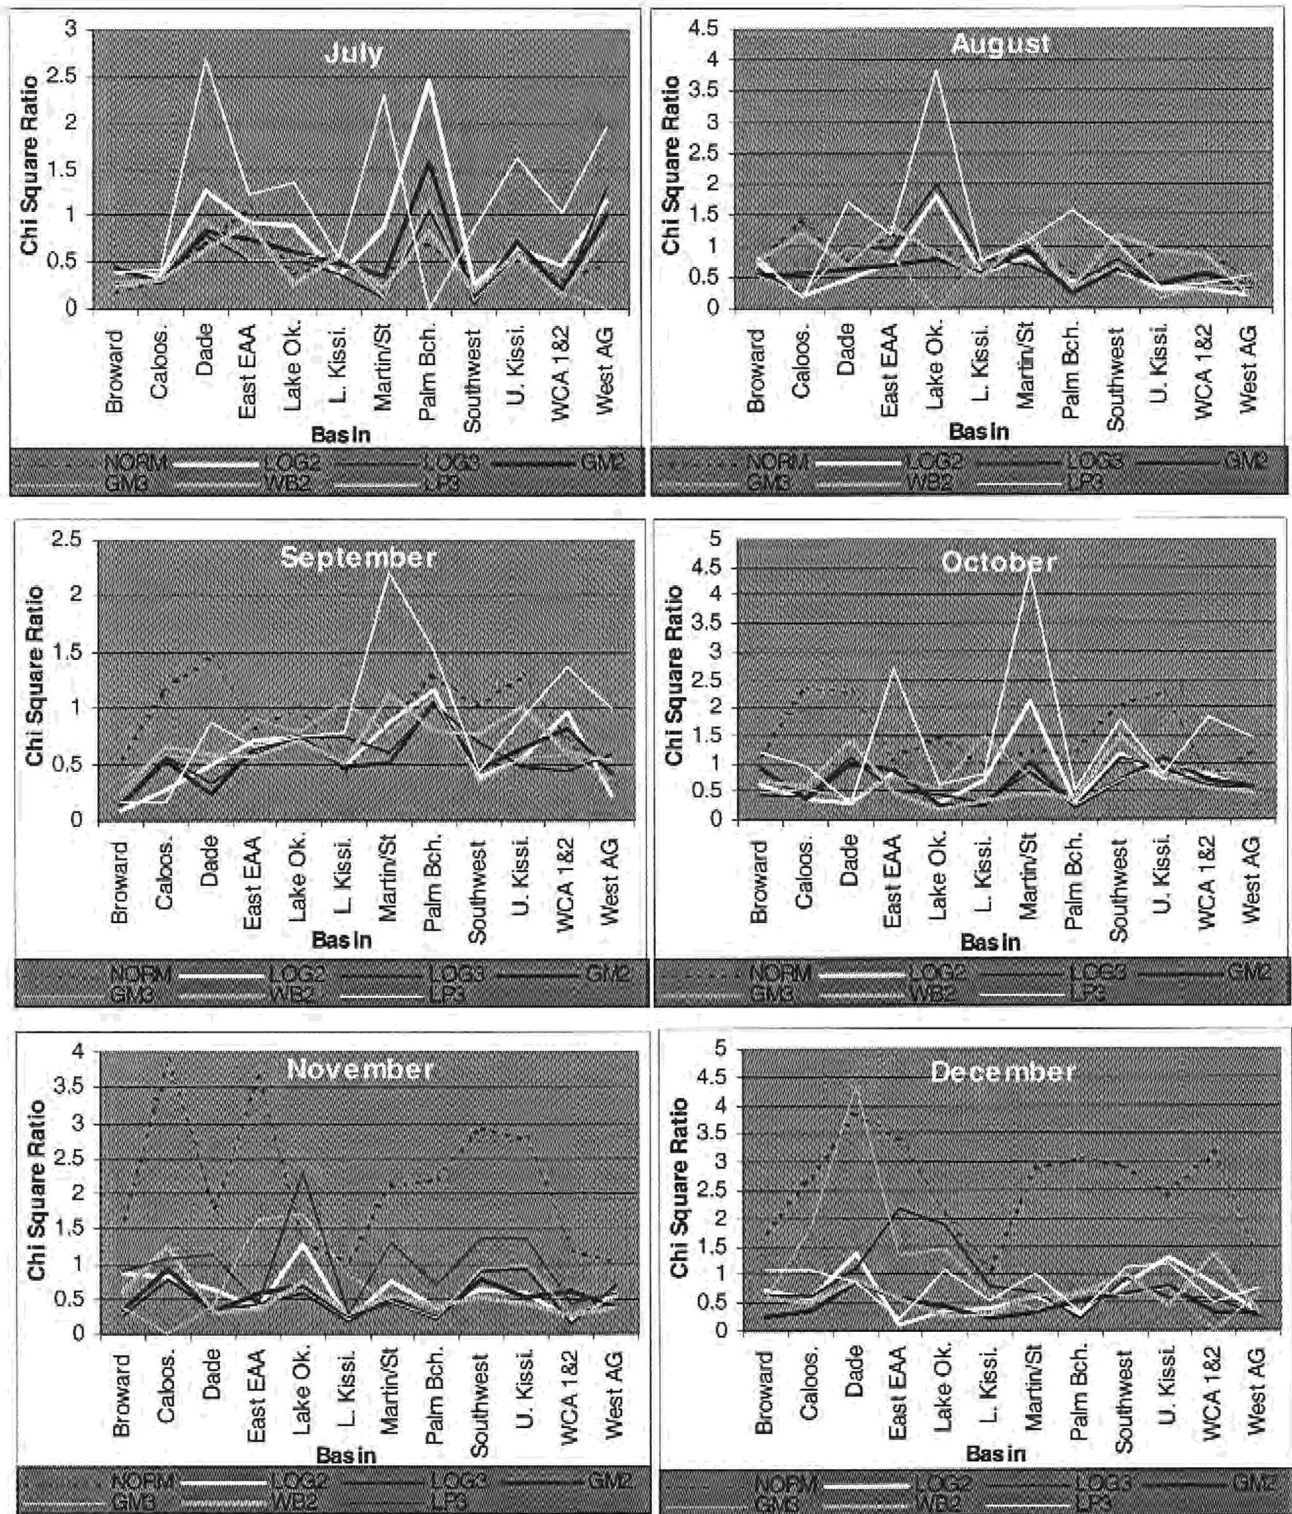 July
Chi Square Ratio
3
2.5
2
1.5
1
0.5
0
Broward
Caloos.
Dade
East EAA
Lake Ok.
L. Kissi.
Martin/St
Palm Bch.
Southwest
U. Kissi.
WCA 1&2
West AG
Basin
NORM LOG2 LOG3 GM2
GM3 WB2 LP3
August
Chi Square Ratio
4.5
4
3.5
3
2.5
2
1.5
1
0.5
0
Broward
Caloos.
Dade
East EAA
Lake Ok.
L. Kissi.
Martin/St
Palm Bch.
Southwest
U. Kissi.
WCA 1&2
West AG
Basin
NORM LOG2 LOG3 GM2
GM3 WB2 LP3
September
Chi Square Ratio
2.5
2
1.5
1
0.5
0
Broward
Caloos.
Dade
East EAA
Lake Ok.
L. Kissi.
Martin/St
Palm Bch.
Southwest
U. Kissi.
WCA 1&2
West AG
Basin
NORM LOG2 LOG3 GM2
GM3 WB2 LP3
October
Chi Square Ratio
5
4.5
4
3.5
3
2.5
2
1.5
1
0.5
0
Broward
Caloos.
Dade
East EAA
Lake Ok.
L. Kissi.
Martin/St
Palm Bch.
Southwest
U. Kissi.
WCA 1&2
West AG
Basin
NORM LOG2 LOG3 GM2
GM3 WB2 LP3
November
Chi Square Ratio
4
3.5
3
2.5
2
1.5
1
0.5
0
Broward
Caloos.
Dade
East EAA
Lake Ok.
L. Kissi.
Martin/St
Palm Bch.
Southwest
U. Kissi.
WCA 1&2
West AG
Basin
NORM LOG2 LOG3 GM2
GM3 WB2 LP3
December
Chi Square Ratio
5
4.5
4
3.5
3
2.5
2
1.5
1
0.5
0
Broward
Caloos.
Dade
East EAA
Lake Ok.
L. Kissi.
Martin/St
Palm Bch.
Southwest
U. Kissi.
WCA 1&2
West AG
Basin
NORM LOG2 LOG3 GM2
GM3 WB2 LP3